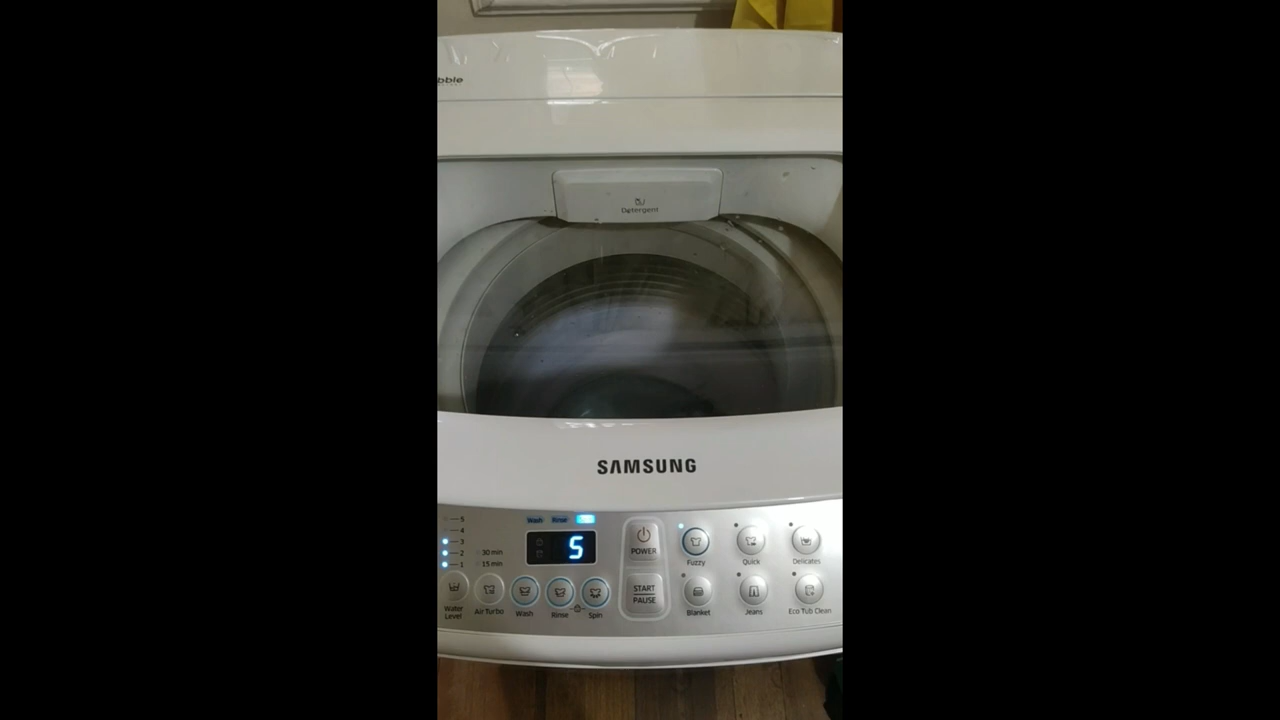 bble
Detergent
SAMSUNG
5
4
3
2
1
30 min
15 min
Wash Rinse
5
POWER
START
PAUSE
Fuzzy Quick Delicates
Water
Level
Air Turbo Wash Rinse Spin
Blanket Jeans Eco Tub Clean